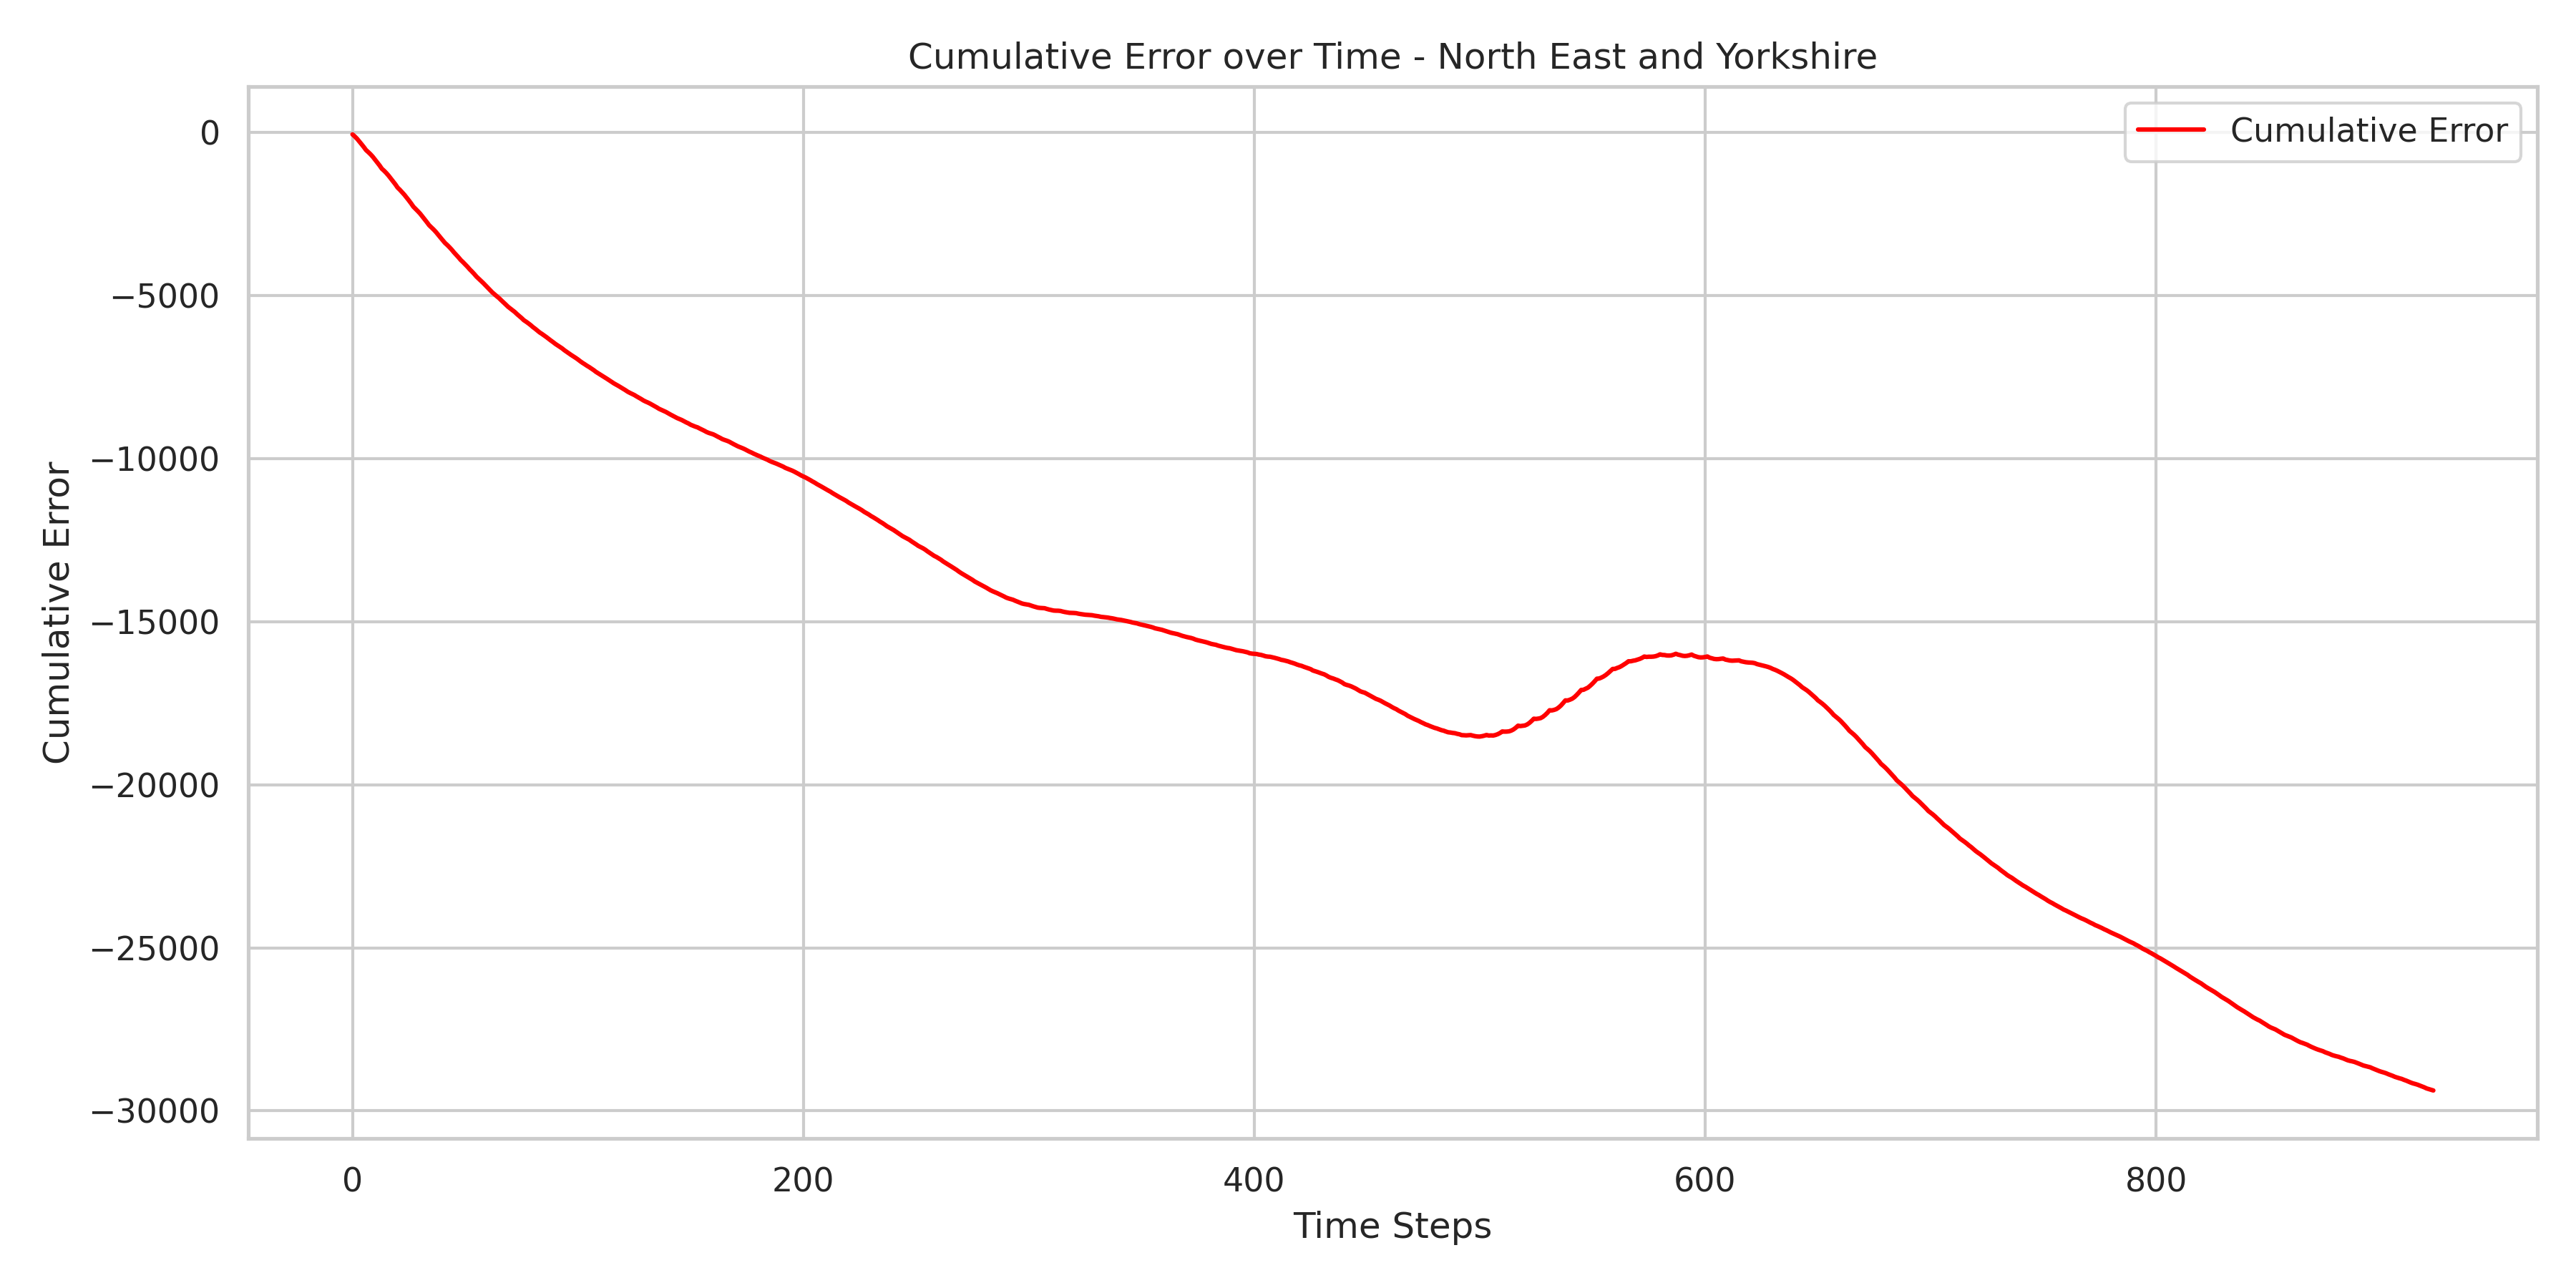 Cumulative Error over Time - North East and Yorkshire
Cumulative Error
0
−5000
−10000
−15000
−20000
−25000
−30000
Cumulative Error
0 200 400 600 800
Time Steps